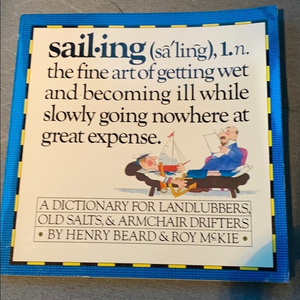 sail•ing (sā′lĭng), 1. n.
the fine art of getting wet
and becoming ill while
slowly going nowhere at
great expense.
A DICTIONARY FOR LANDLUBBERS,
OLD SALTS, & ARMCHAIR DRIFTERS
• BY HENRY BEARD & ROY McKIE •